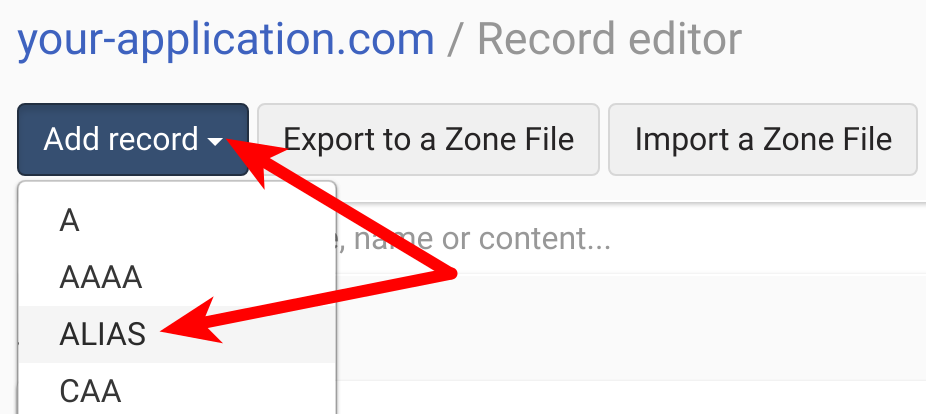 your-application.com / Record editor
Add record Export to a Zone File Import a Zone File
A
name or content...
AAAA
ALIAS
CAA